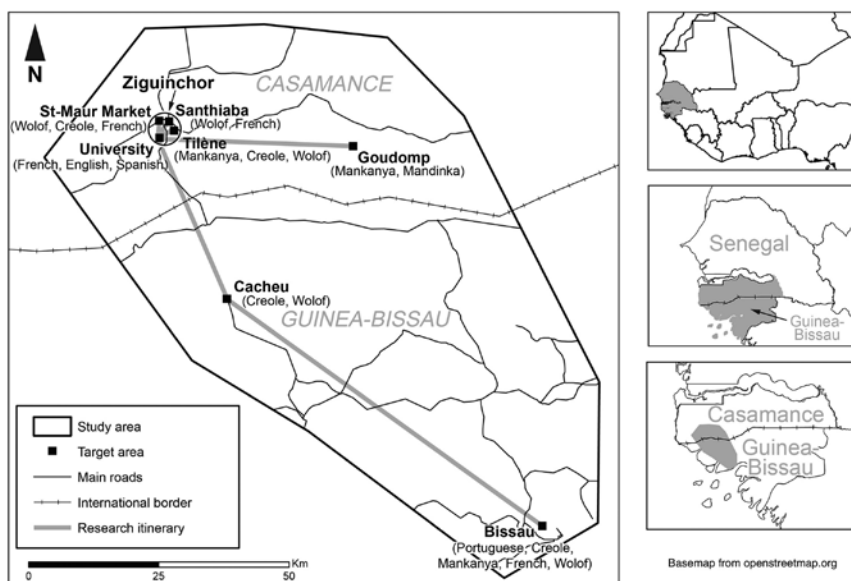 N
Ziguinchor
CASAMANCE
St-Maur Market
(Wolof, Creole, French)
Santhiaba
(Wolof, French)
University
(French, English, Spanish)
Tilène
(Mankanya, Creole, Wolof)
Goudomp
(Mankanya, Mandinka)
Cacheu
(Creole, Wolof)
GUINEA-BISSAU
Bissau
(Portuguese, Creole,
Mankanya, French, Wolof)
Study area
Target area
Main roads
International border
Research itinerary
0 25 50 Km
Senegal
Guinea-
Bissau
Casamance
Guinea-
Bissau
Basemap from openstreetmap.org